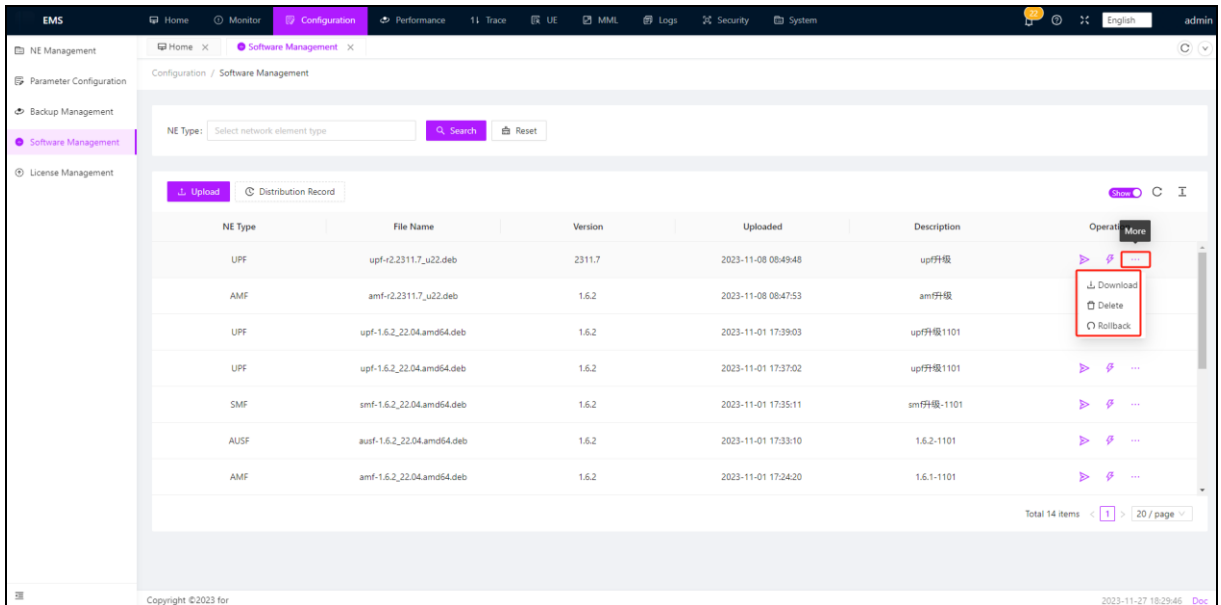 EMS Home Monitor Configuration Performance Trace UE MML Logs Security System 22 English admin
NE Management
Parameter Configuration
Backup Management
Software Management
License Management
Home Software Management
Configuration / Software Management
NE Type: Select network element type Search Reset
Upload Distribution Record Show
NE Type File Name Version Uploaded Description Operation
More
UPF upf-r2.2311.7_u22.deb 2311.7 2023-11-08 08:49:48 upf升级
Download
AMF amf-r2.2311.7_u22.deb 1.6.2 2023-11-08 08:47:53 amf升级
Delete
Rollback
UPF upf-1.6.2_22.04.amd64.deb 1.6.2 2023-11-01 17:39:03 upf升级1101
UPF upf-1.6.2_22.04.amd64.deb 1.6.2 2023-11-01 17:37:02 upf升级1101
SMF smf-1.6.2_22.04.amd64.deb 1.6.2 2023-11-01 17:35:11 smf升级-1101
AUSF ausf-1.6.2_22.04.amd64.deb 1.6.2 2023-11-01 17:33:10 1.6.2-1101
AMF amf-1.6.2_22.04.amd64.deb 1.6.2 2023-11-01 17:24:20 1.6.1-1101
Total 14 items < 1 > 20 / page
Copyright ©2023 for 2023-11-27 18:29:46 Doc